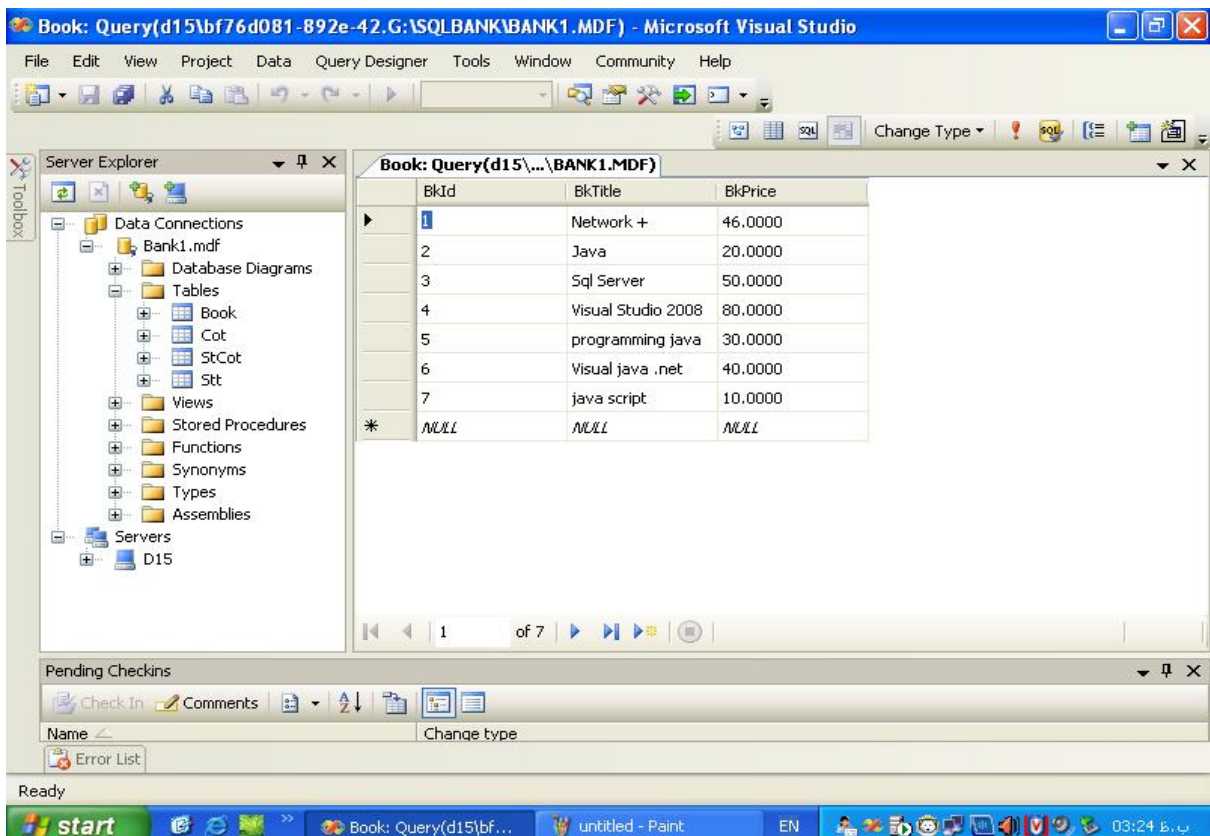 Book: Query(d15\bf76d081-892e-42.G:\SQLBANK\BANK1.MDF) - Microsoft Visual Studio
File Edit View Project Data Query Designer Tools Window Community Help
Change Type
Server Explorer
Toolbox
Data Connections
Bank1.mdf
Database Diagrams
Tables
Book
Cot
StCot
Stt
Views
Stored Procedures
Functions
Synonyms
Types
Assemblies
Servers
D15
Book: Query(d15\...\BANK1.MDF)
BkId BkTitle BkPrice
1 Network + 46.0000
2 Java 20.0000
3 Sql Server 50.0000
4 Visual Studio 2008 80.0000
5 programming java 30.0000
6 Visual java .net 40.0000
7 java script 10.0000
NULL NULL NULL
1 of 7
Pending Checkins
Check In Comments
Name Change type
Error List
Ready
start Book: Query(d15\bf... untitled - Paint EN 03:24 ب.ظ